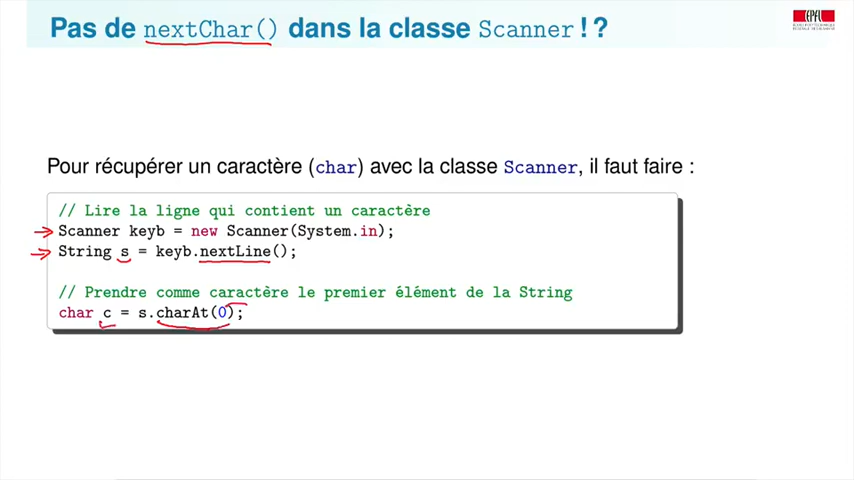 Pas de nextChar() dans la classe Scanner!?
EPFL
Pour récupérer un caractère (char) avec la classe Scanner, il faut faire :
// Lire la ligne qui contient un caractère
Scanner keyb = new Scanner(System.in);
String s = keyb.nextLine();
// Prendre comme caractère le premier élément de la String
char c = s.charAt(0);